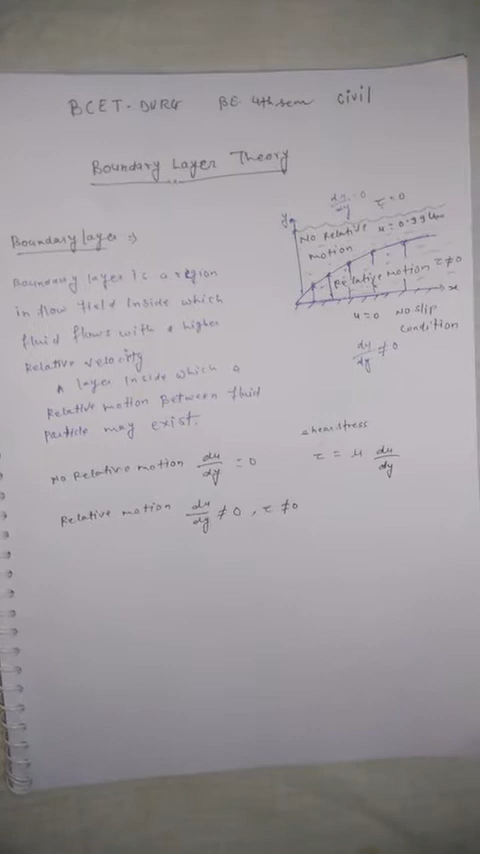 BCET-DURG BE 4th sem civil
Boundary Layer Theory
Boundary layer :→
Boundary layer is a region
in flow field inside which
fluid flows with a higher
Relative velocity
A layer inside which a
Relative motion Between fluid
particle may exist.
No Relative motion du/dy = 0
Relative motion du/dy ≠ 0, τ ≠ 0
du/dy = 0 τ = 0
y
No Relative u = 0.99 U∞
motion
Relative motion τ ≠ 0
x
u = 0 No slip
condition
du/dy ≠ 0
shear stress
τ = μ du/dy